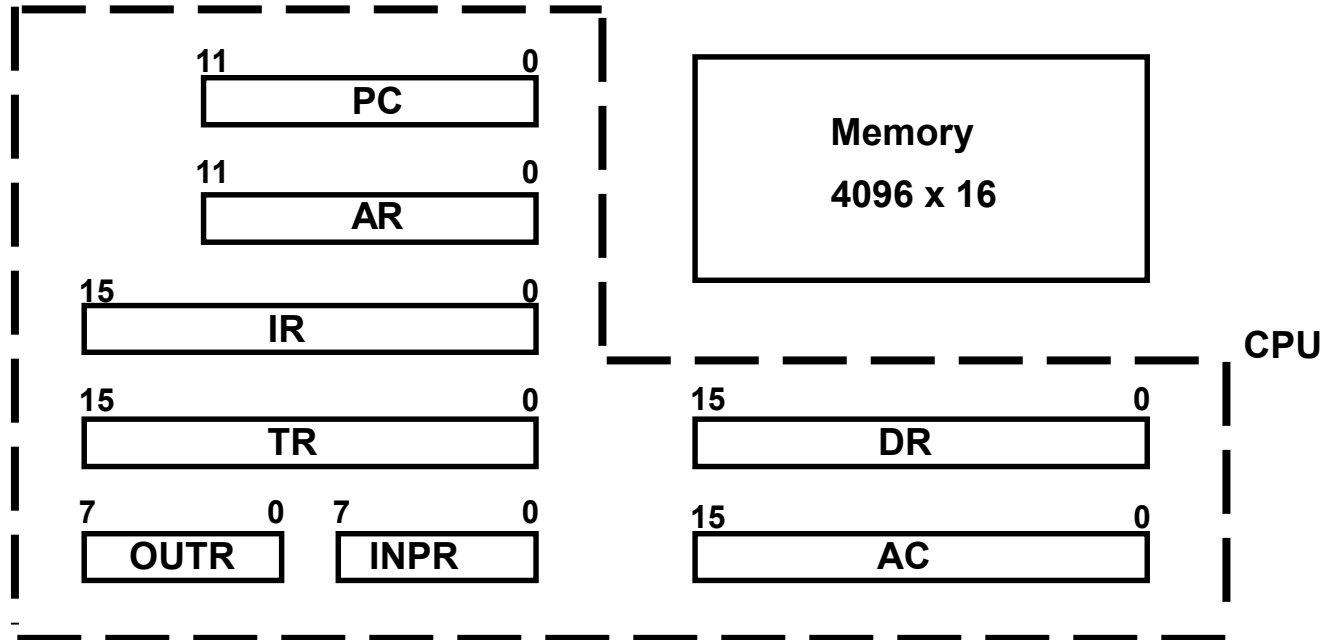 11 0
PC
11 0
AR
15 0
IR
15 0
TR
7 0 7 0
OUTR INPR
Memory
4096 x 16
CPU
15 0
DR
15 0
AC